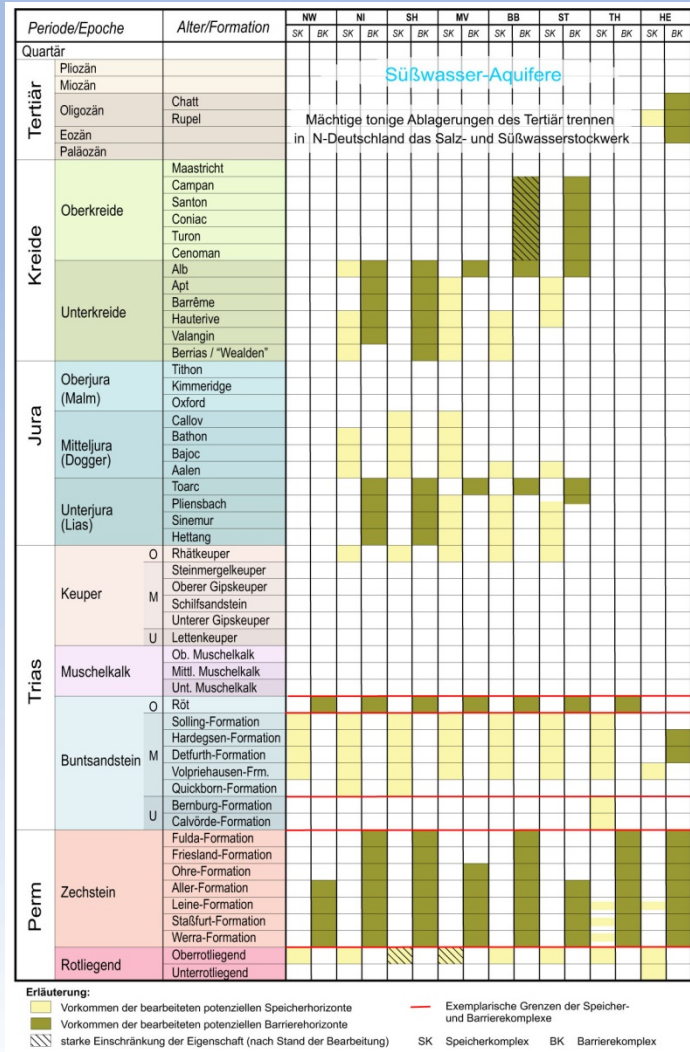 Periode/Epoche Alter/Formation NW NI SH MV BB ST TH HE
SK BK SK BK SK BK SK BK SK BK SK BK SK BK SK BK
Quartär
Tertiär
Pliozän
Süßwasser-Aquifere
Miozän
Oligozän Chatt
Rupel
Mächtige tonige Ablagerungen des Tertiär trennen
in N-Deutschland das Salz- und Süßwasserstockwerk
Eozän
Paläozän
Kreide
Oberkreide
Maastricht
Campan
Santon
Coniac
Turon
Cenoman
Unterkreide
Alb
Apt
Barrême
Hauterive
Valangin
Berrias / "Wealden"
Jura
Oberjura
(Malm)
Tithon
Kimmeridge
Oxford
Mitteljura
(Dogger)
Callov
Bathon
Bajoc
Aalen
Unterjura
(Lias)
Toarc
Pliensbach
Sinemur
Hettang
Trias
Keuper
O Rhätkeuper
M
Steinmergelkeuper
Oberer Gipskeuper
Schilfsandstein
Unterer Gipskeuper
U Lettenkeuper
Muschelkalk
Ob. Muschelkalk
Mittl. Muschelkalk
Unt. Muschelkalk
Buntsandstein
O Röt
M
Solling-Formation
Hardegsen-Formation
Detfurth-Formation
Volpriehausen-Frm.
Quickborn-Formation
U
Bernburg-Formation
Calvörde-Formation
Perm
Zechstein
Fulda-Formation
Friesland-Formation
Ohre-Formation
Aller-Formation
Leine-Formation
Staßfurt-Formation
Werra-Formation
Rotliegend
Oberrotliegend
Unterrotliegend
Erläuterung:
Vorkommen der bearbeiteten potenziellen Speicherhorizonte
Vorkommen der bearbeiteten potenziellen Barrierehorizonte
starke Einschränkung der Eigenschaft (nach Stand der Bearbeitung)
Exemplarische Grenzen der Speicher-
und Barrierekomplexe
SK Speicherkomplex BK Barrierekomplex